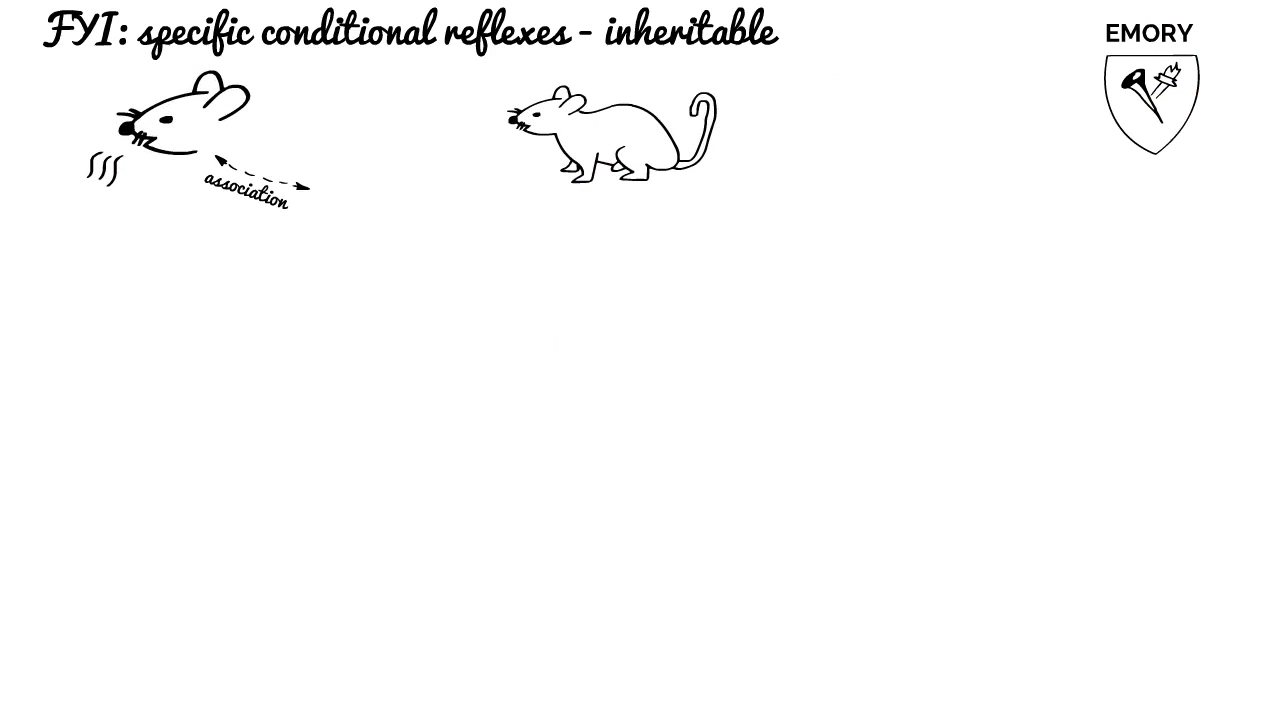 FYI: specific conditional reflexes - inheritable
EMORY
association